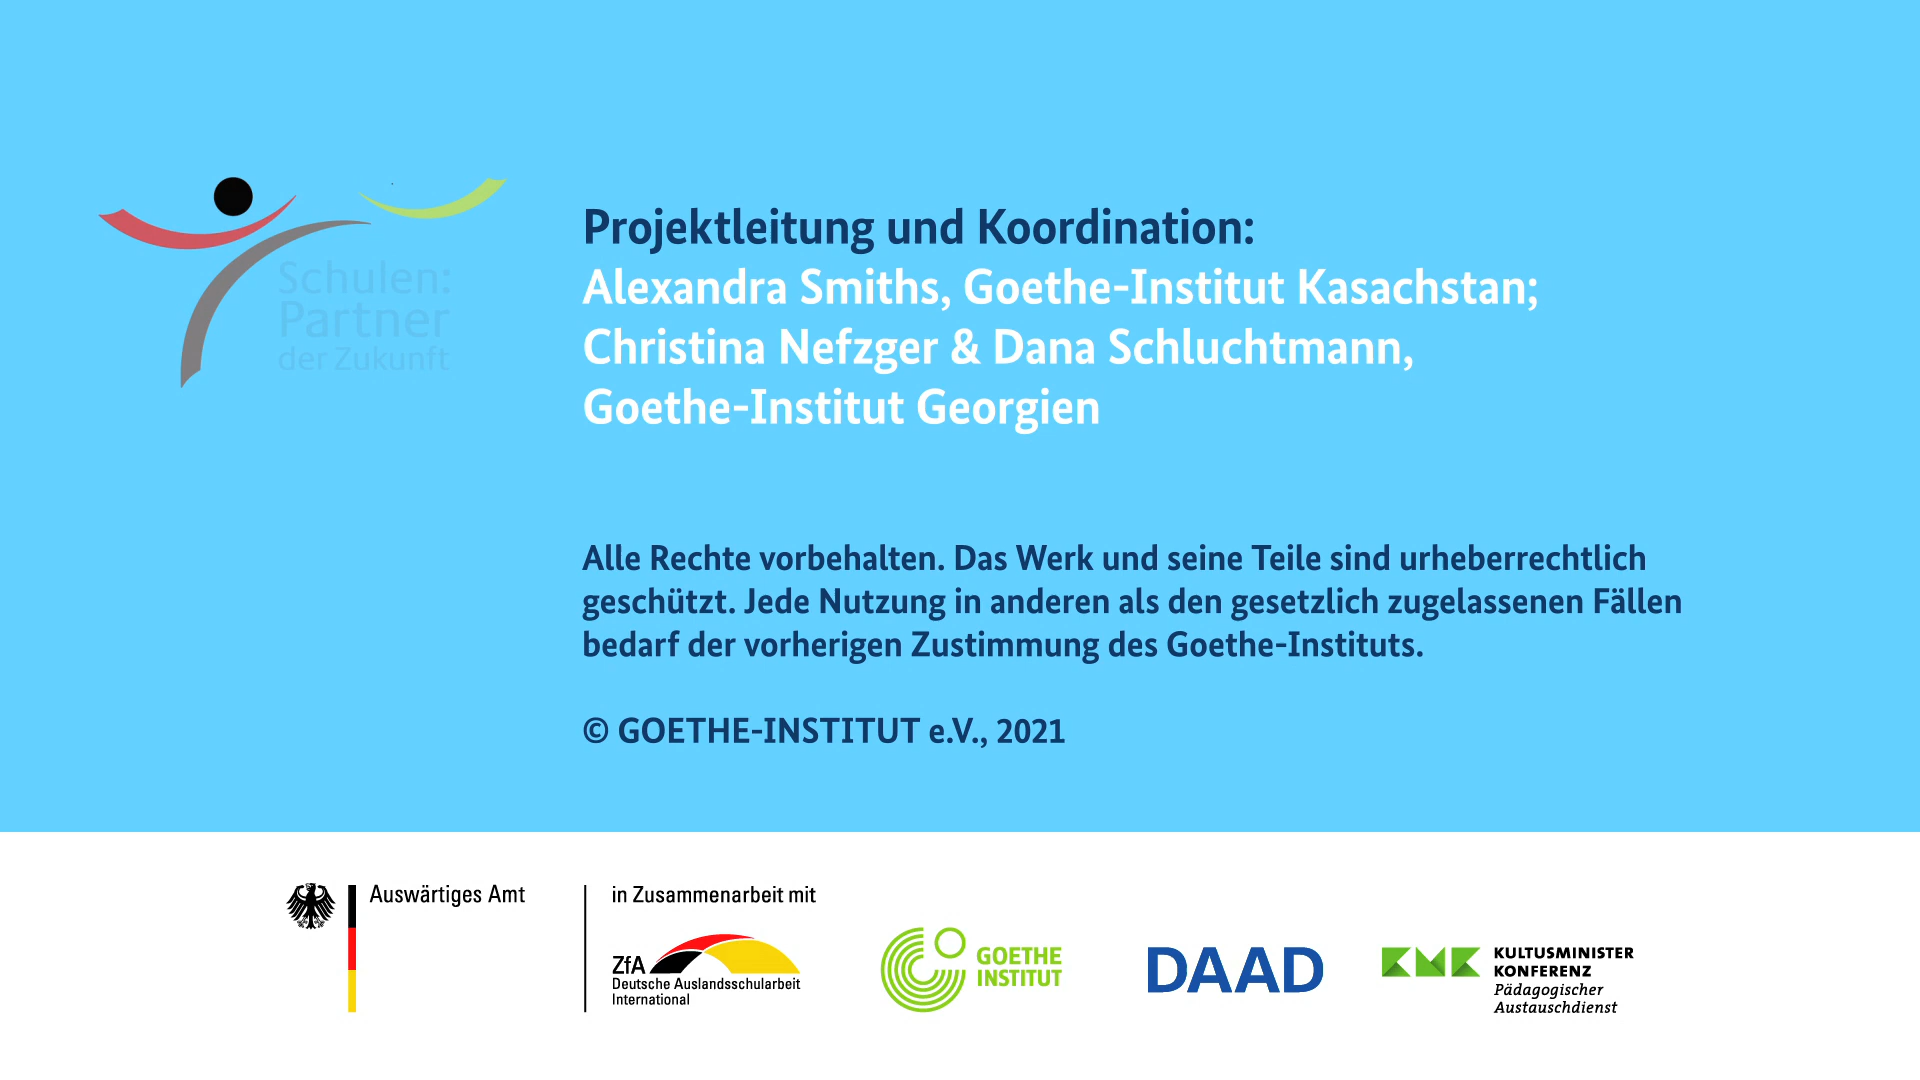 Schulen:
Partner
der Zukunft
Projektleitung und Koordination:
Alexandra Smiths, Goethe-Institut Kasachstan;
Christina Nefzger & Dana Schluchtmann,
Goethe-Institut Georgien
Alle Rechte vorbehalten. Das Werk und seine Teile sind urheberrechtlich
geschützt. Jede Nutzung in anderen als den gesetzlich zugelassenen Fällen
bedarf der vorherigen Zustimmung des Goethe-Instituts.
© GOETHE-INSTITUT e.V., 2021
Auswärtiges Amt
in Zusammenarbeit mit
ZfA
Deutsche Auslandsschularbeit
International
GOETHE
INSTITUT
DAAD
KMK
KULTUSMINISTER
KONFERENZ
Pädagogischer
Austauschdienst